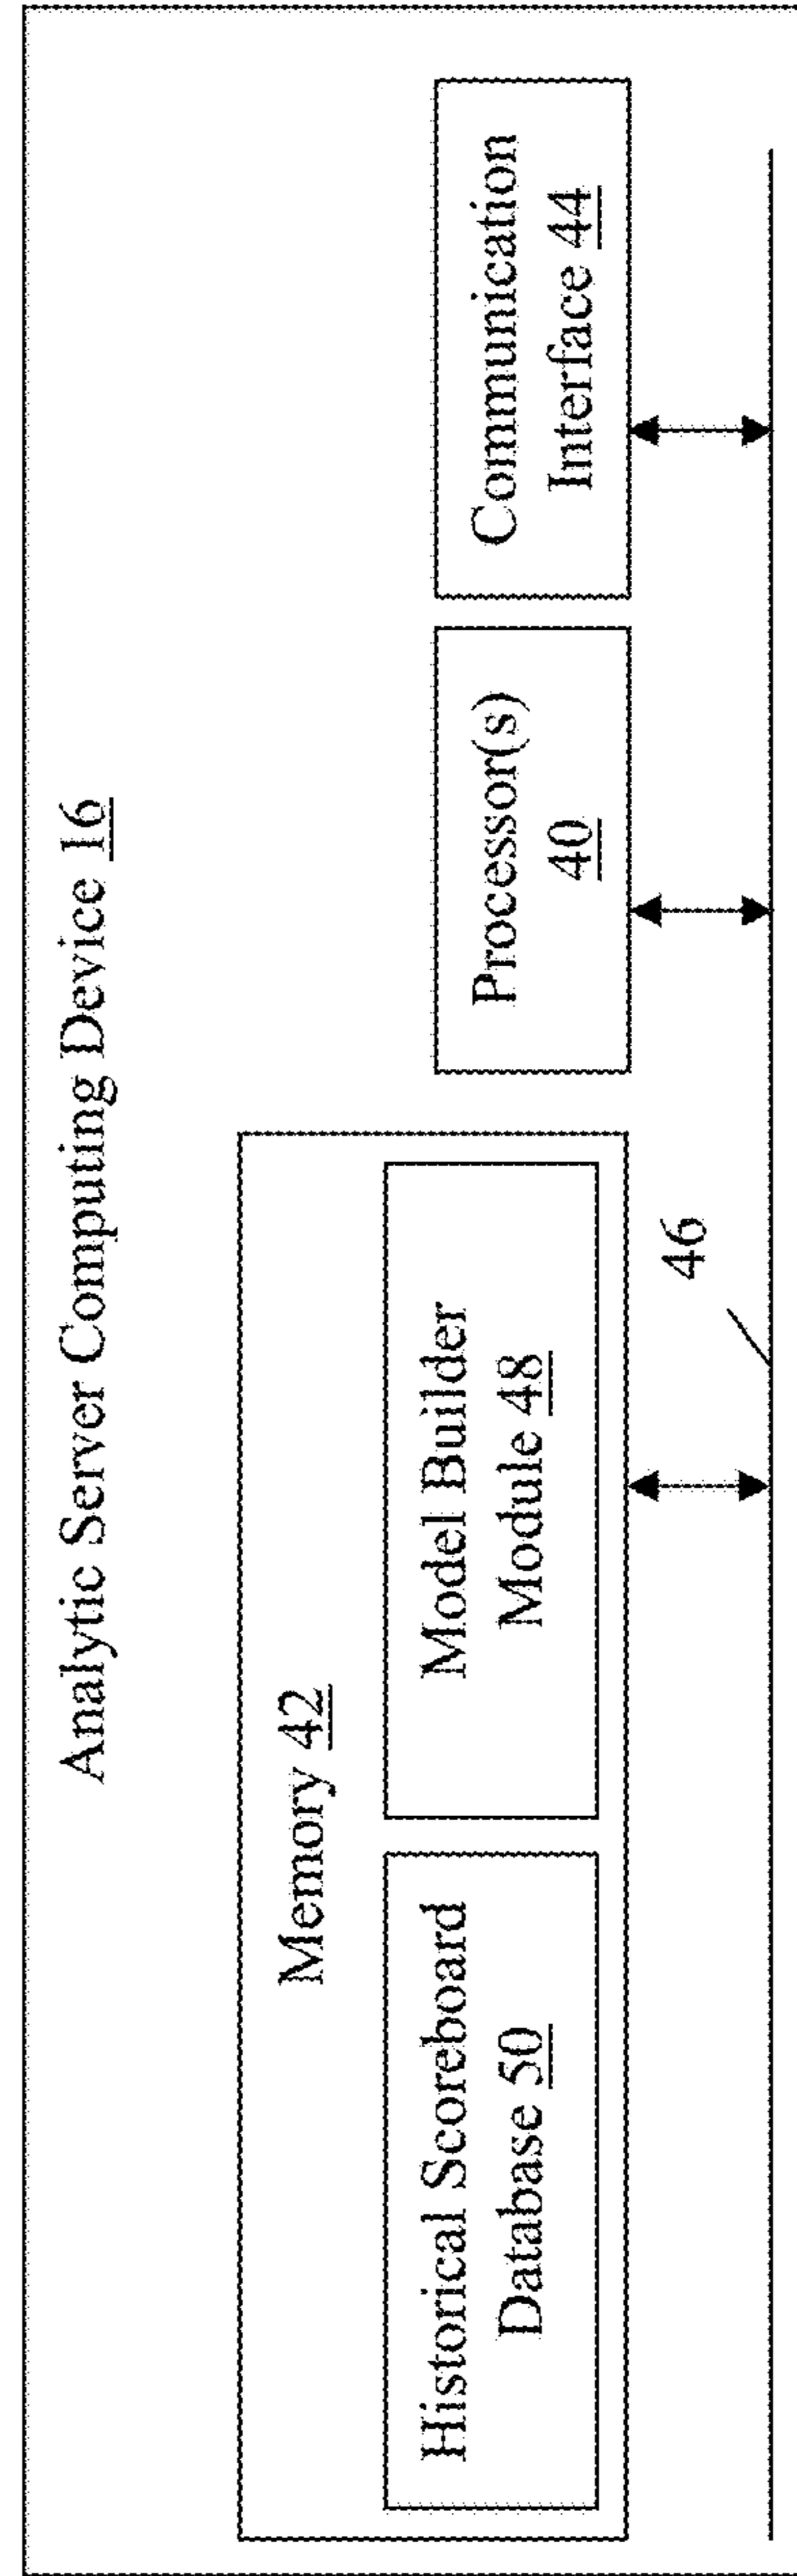 Analytic Server Computing Device 16
Memory 42
Historical Scoreboard
Database 50
Model Builder
Module 48
Processor(s)
40
Communication
Interface 44
46